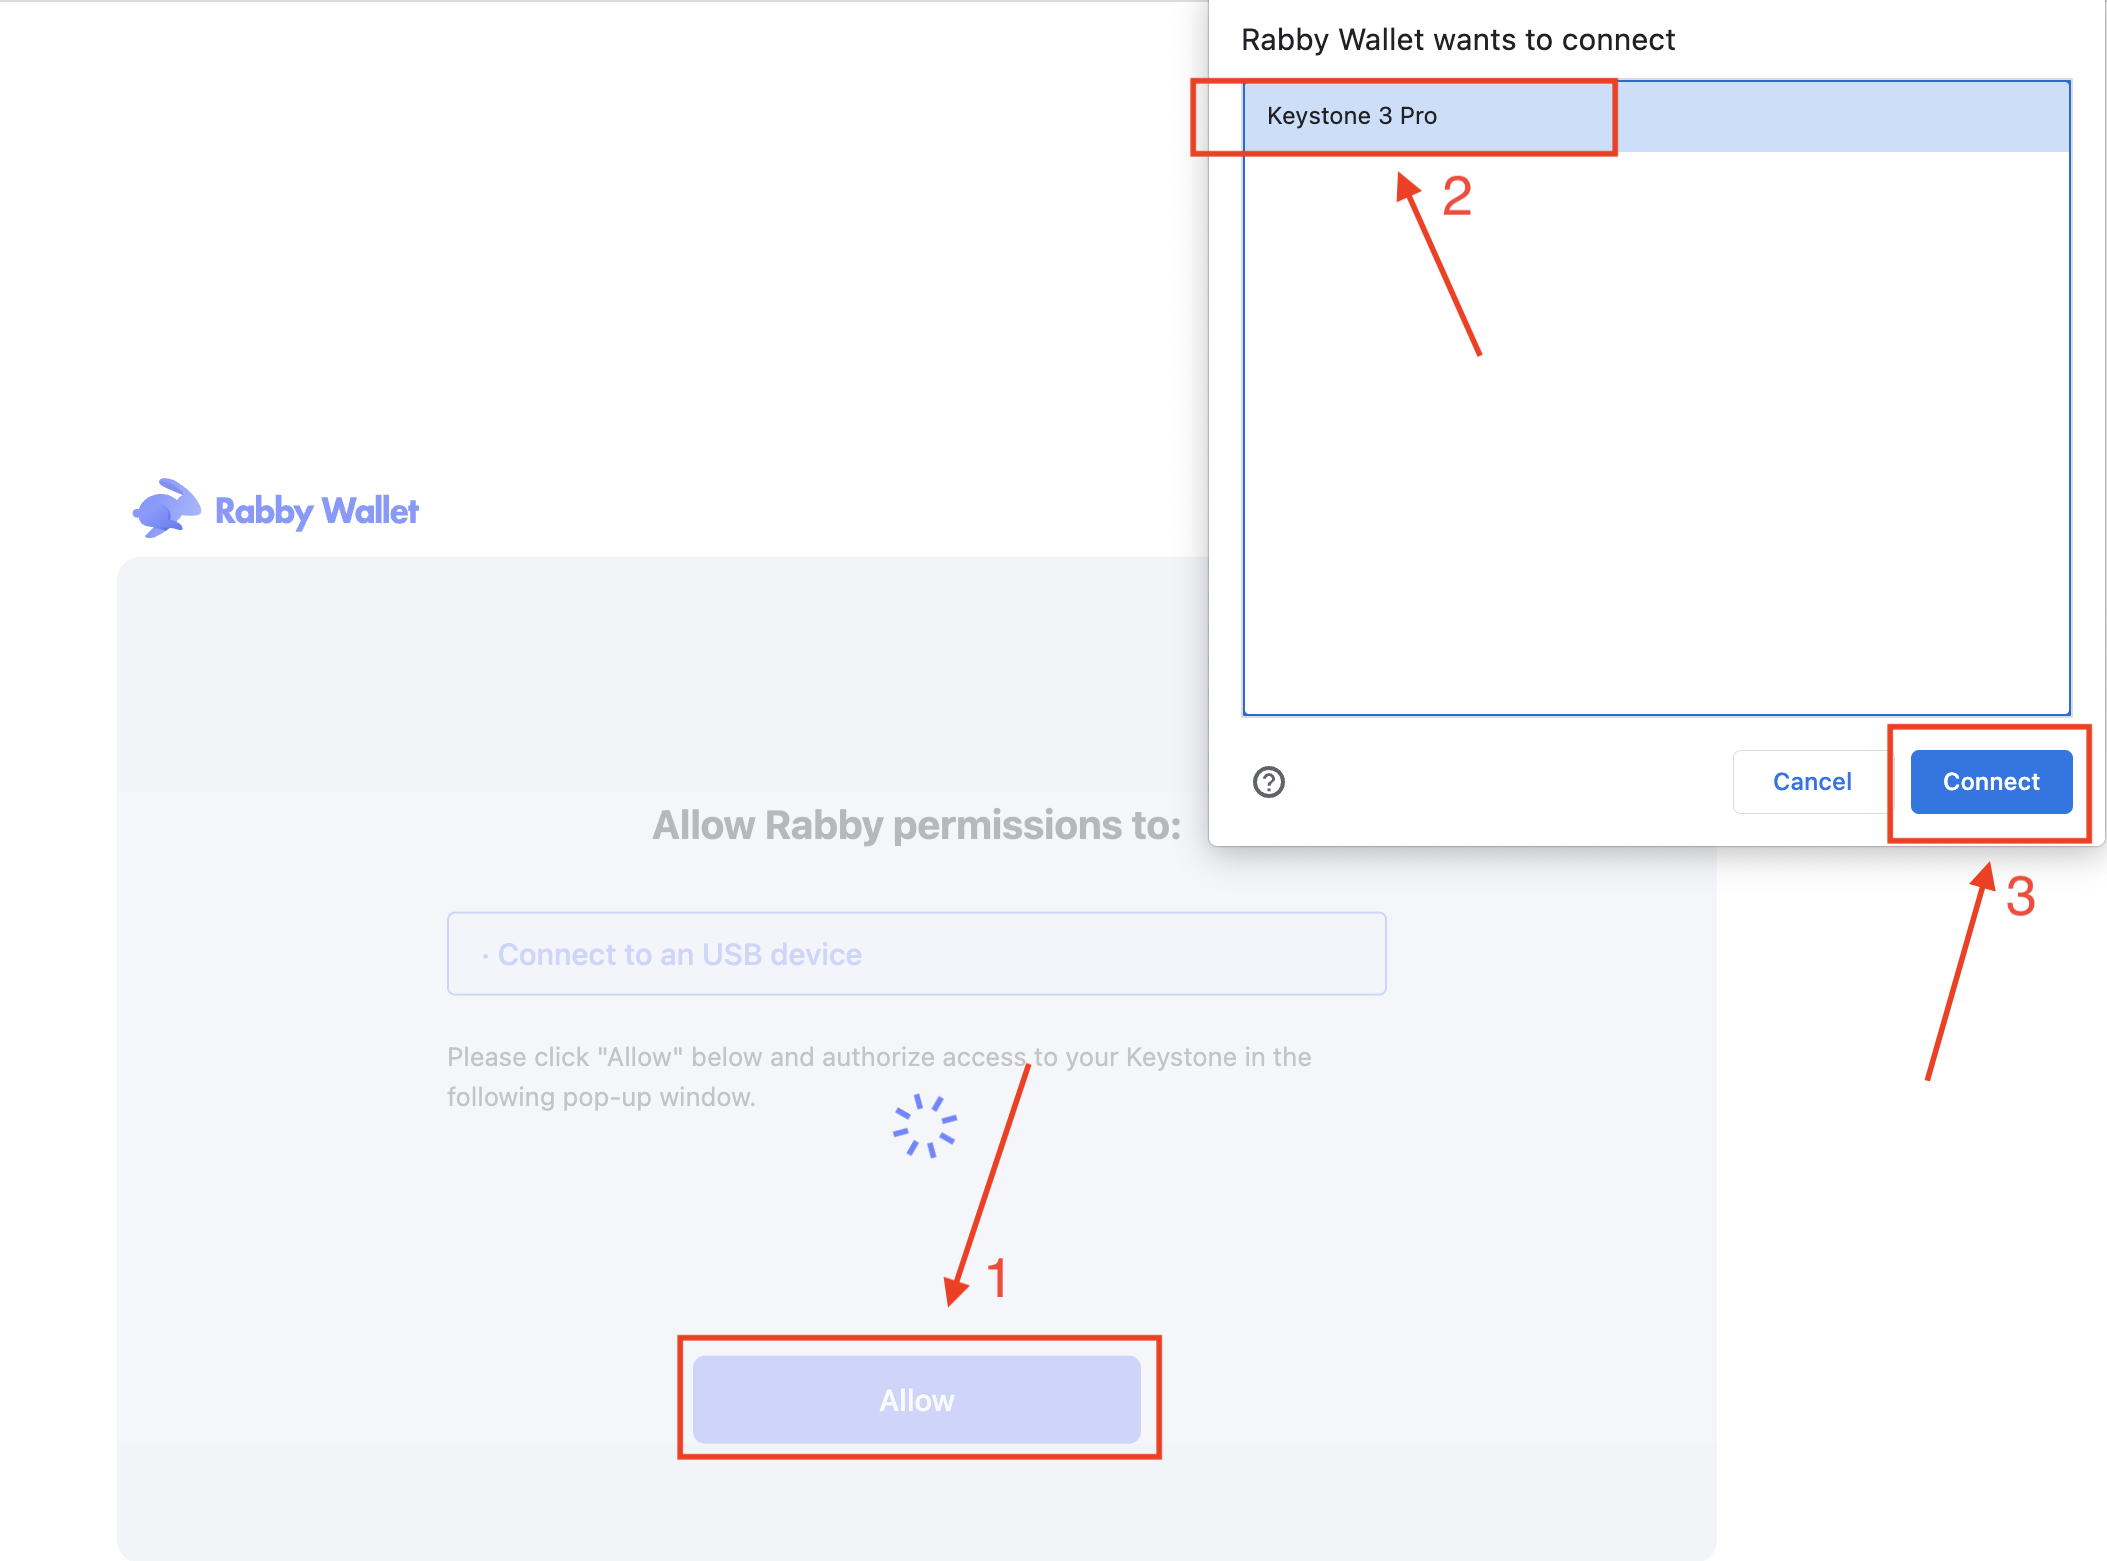 Rabby Wallet wants to connect
Keystone 3 Pro
2
Cancel
Connect
3
Rabby Wallet
Allow Rabby permissions to:
· Connect to an USB device
Please click "Allow" below and authorize access to your Keystone in the
following pop-up window.
1
Allow